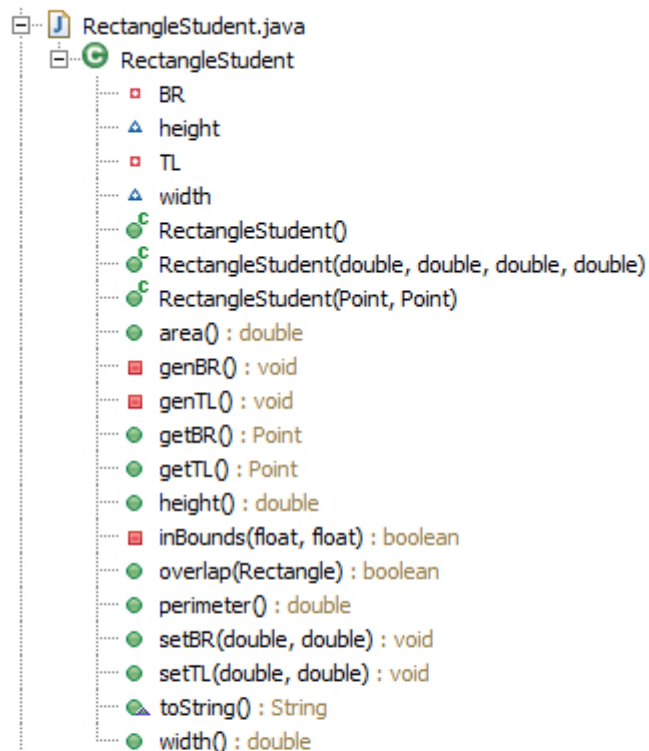 RectangleStudent.java
RectangleStudent
BR
height
TL
width
RectangleStudent()
RectangleStudent(double, double, double, double)
RectangleStudent(Point, Point)
area() : double
genBR() : void
genTL() : void
getBR() : Point
getTL() : Point
height() : double
inBounds(float, float) : boolean
overlap(Rectangle) : boolean
perimeter() : double
setBR(double, double) : void
setTL(double, double) : void
toString() : String
width() : double